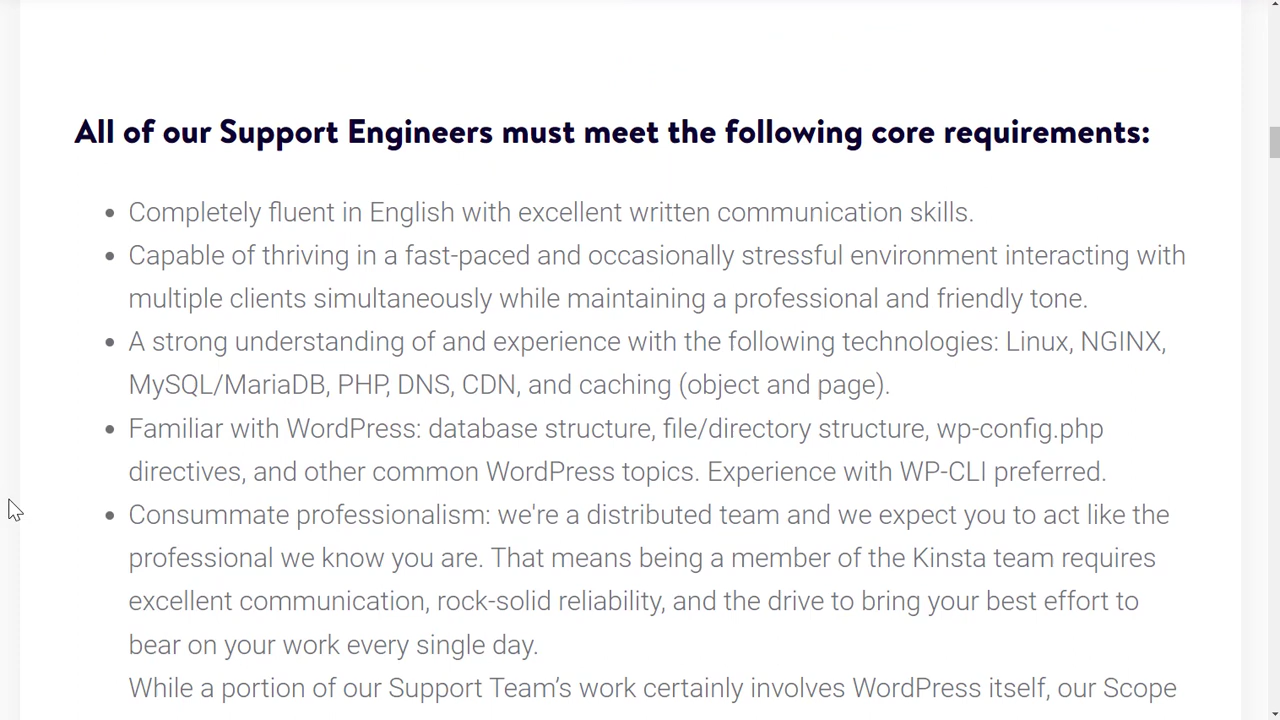 All of our Support Engineers must meet the following core requirements:
Completely fluent in English with excellent written communication skills.
Capable of thriving in a fast-paced and occasionally stressful environment interacting with
multiple clients simultaneously while maintaining a professional and friendly tone.
A strong understanding of and experience with the following technologies: Linux, NGINX,
MySQL/MariaDB, PHP, DNS, CDN, and caching (object and page).
Familiar with WordPress: database structure, file/directory structure, wp-config.php
directives, and other common WordPress topics. Experience with WP-CLI preferred.
Consummate professionalism: we're a distributed team and we expect you to act like the
professional we know you are. That means being a member of the Kinsta team requires
excellent communication, rock-solid reliability, and the drive to bring your best effort to
bear on your work every single day.
While a portion of our Support Team’s work certainly involves WordPress itself, our Scope